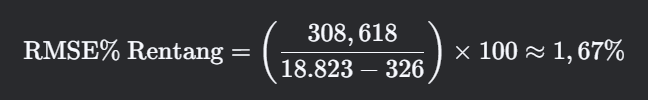 RMSE% Rentang = (308,618 / 18.823 − 326) × 100 ≈ 1,67%